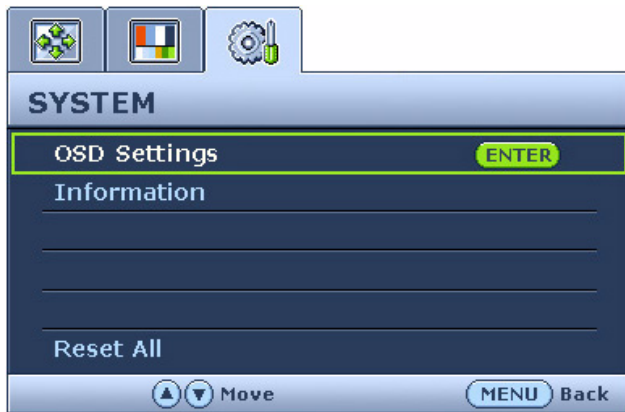 SYSTEM
OSD Settings ENTER
Information
Reset All
Move MENU Back